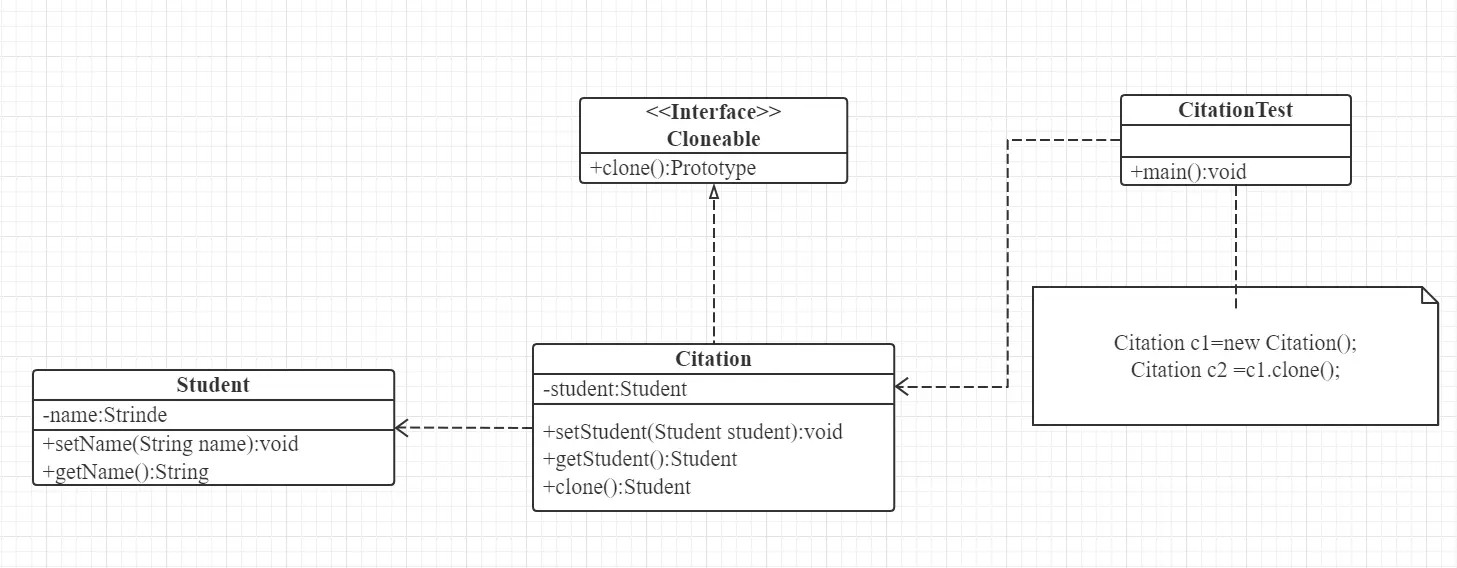 <<Interface>>
Cloneable
+clone():Prototype
CitationTest
+main():void
Citation c1=new Citation();
Citation c2 =c1.clone();
Citation
-student:Student
+setStudent(Student student):void
+getStudent():Student
+clone():Student
Student
-name:Strinde
+setName(String name):void
+getName():String